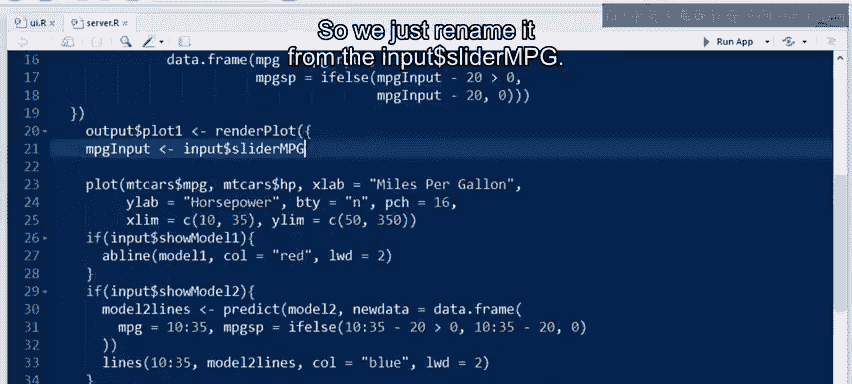 ui.R × server.R ×
So we just rename it
from the input$sliderMPG.
Run App
16 data.frame(mpg
17 mpgsp = ifelse(mpgInput - 20 > 0,
18 mpgInput - 20, 0)))
19 })
20 output$plot1 <- renderPlot({
21 mpgInput <- input$sliderMPG
22
23 plot(mtcars$mpg, mtcars$hp, xlab = "Miles Per Gallon",
24 ylab = "Horsepower", bty = "n", pch = 16,
25 xlim = c(10, 35), ylim = c(50, 350))
26 if(input$showModel1){
27 abline(model1, col = "red", lwd = 2)
28 }
29 if(input$showModel2){
30 model2lines <- predict(model2, newdata = data.frame(
31 mpg = 10:35, mpgsp = ifelse(10:35 - 20 > 0, 10:35 - 20, 0)
32 ))
33 lines(10:35, model2lines, col = "blue", lwd = 2)
34 }